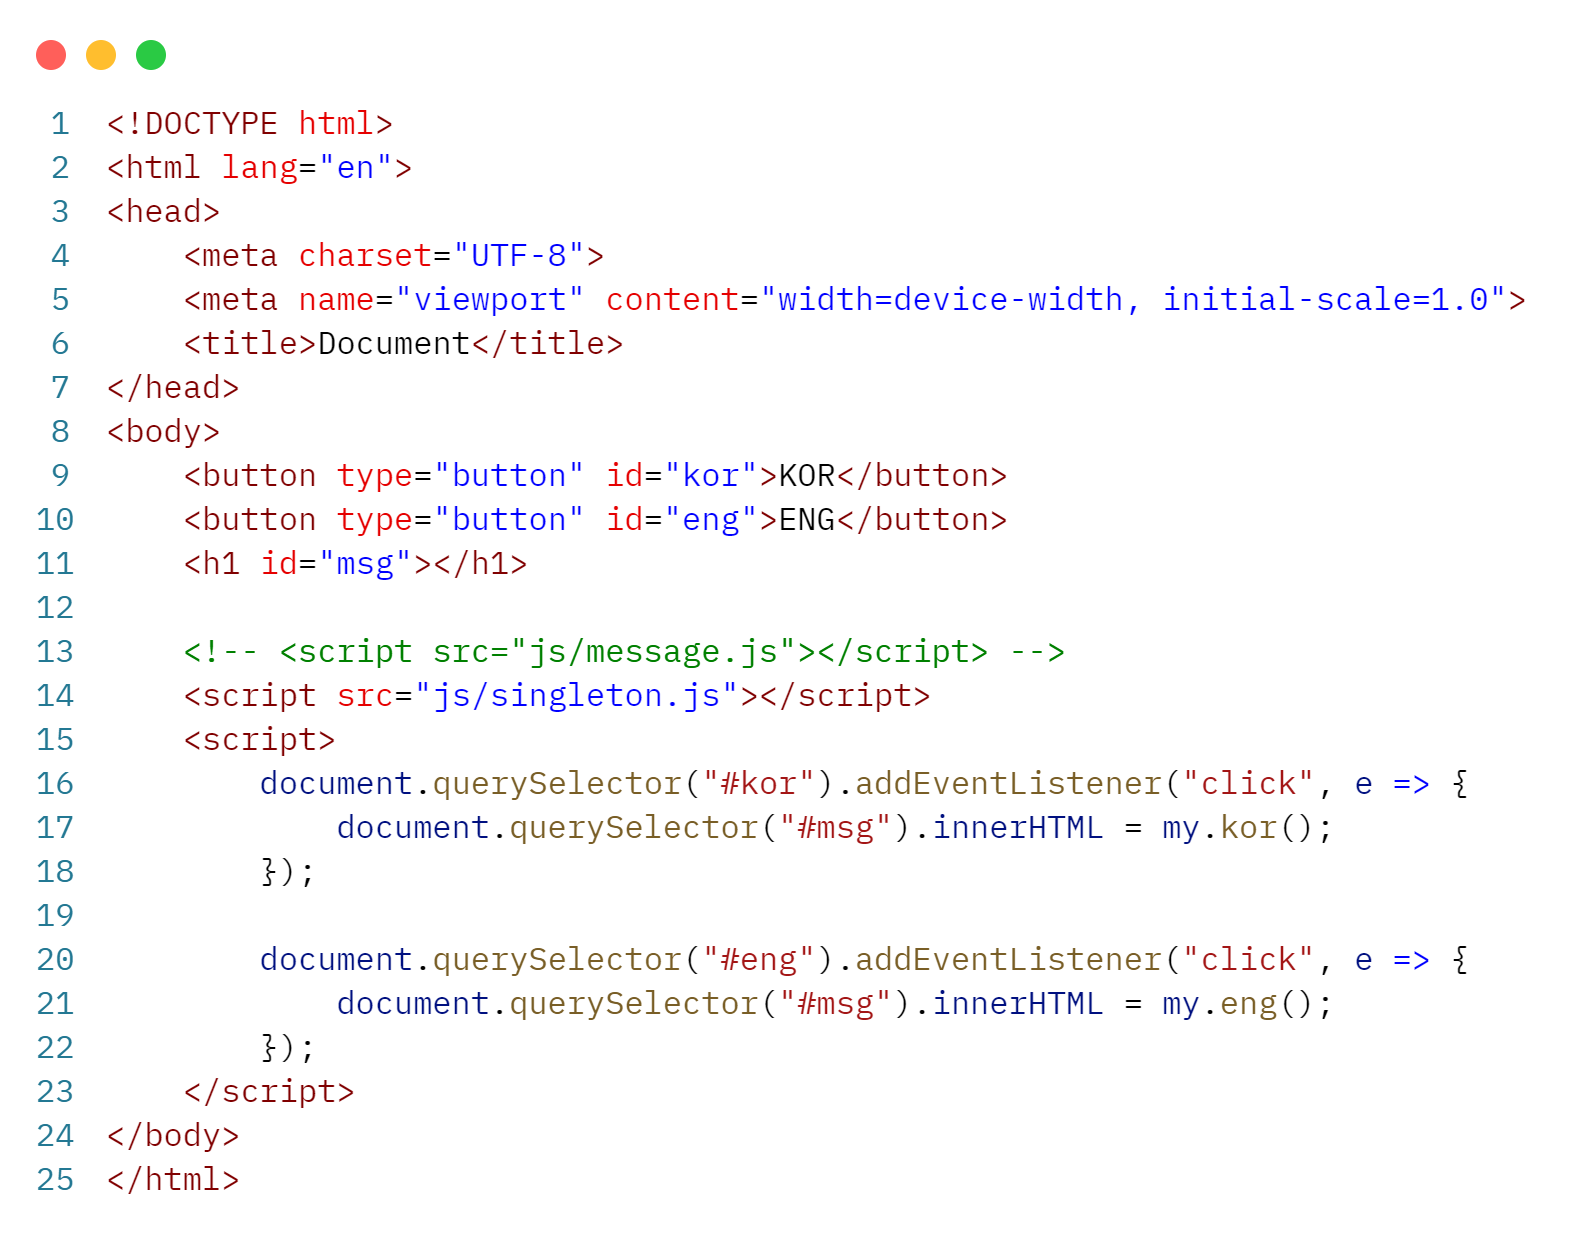 1 <!DOCTYPE html>
2 <html lang="en">
3 <head>
4     <meta charset="UTF-8">
5     <meta name="viewport" content="width=device-width, initial-scale=1.0">
6     <title>Document</title>
7 </head>
8 <body>
9     <button type="button" id="kor">KOR</button>
10     <button type="button" id="eng">ENG</button>
11     <h1 id="msg"></h1>
12
13     <!-- <script src="js/message.js"></script> -->
14     <script src="js/singleton.js"></script>
15     <script>
16         document.querySelector("#kor").addEventListener("click", e => {
17             document.querySelector("#msg").innerHTML = my.kor();
18         });
19
20         document.querySelector("#eng").addEventListener("click", e => {
21             document.querySelector("#msg").innerHTML = my.eng();
22         });
23     </script>
24 </body>
25 </html>